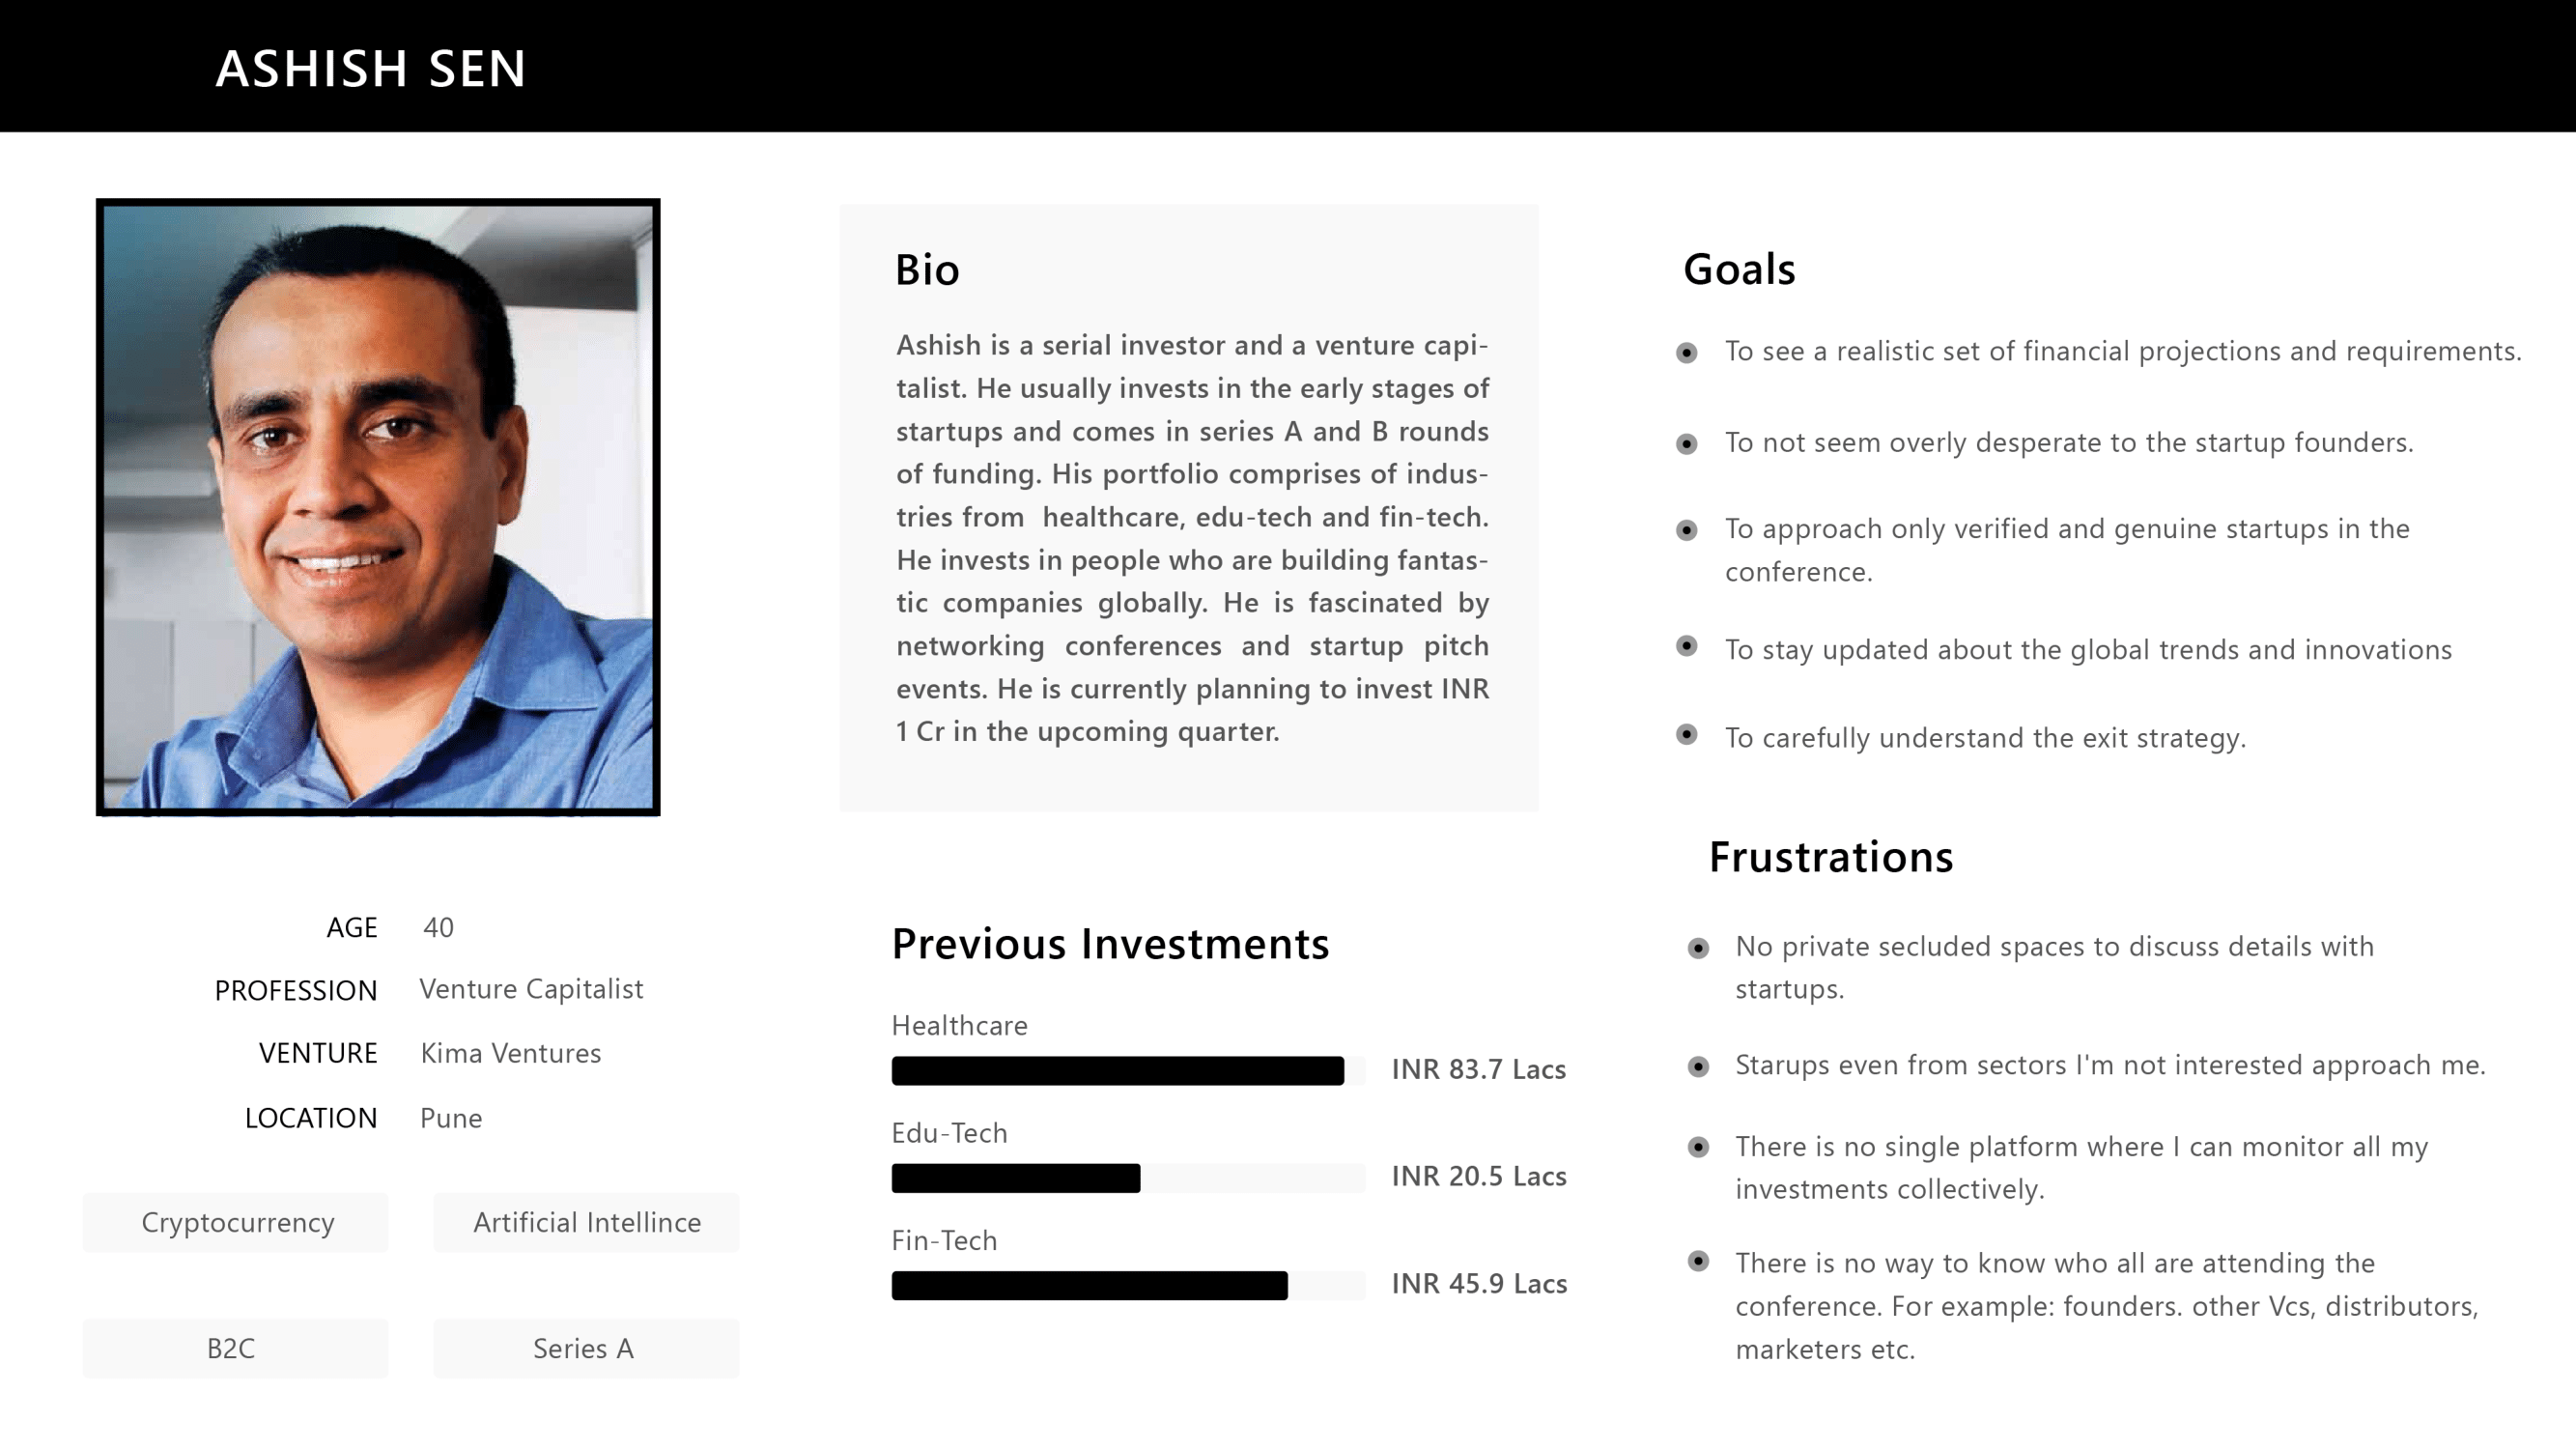 ASHISH SEN
AGE 40
PROFESSION Venture Capitalist
VENTURE Kima Ventures
LOCATION Pune
Cryptocurrency
Artificial Intellince
B2C
Series A
Bio
Ashish is a serial investor and a venture capi-
talist. He usually invests in the early stages of
startups and comes in series A and B rounds
of funding. His portfolio comprises of indus-
tries from healthcare, edu-tech and fin-tech.
He invests in people who are building fantas-
tic companies globally. He is fascinated by
networking conferences and startup pitch
events. He is currently planning to invest INR
1 Cr in the upcoming quarter.
Previous Investments
Healthcare
INR 83.7 Lacs
Edu-Tech
INR 20.5 Lacs
Fin-Tech
INR 45.9 Lacs
Goals
To see a realistic set of financial projections and requirements.
To not seem overly desperate to the startup founders.
To approach only verified and genuine startups in the
conference.
To stay updated about the global trends and innovations
To carefully understand the exit strategy.
Frustrations
No private secluded spaces to discuss details with
startups.
Starups even from sectors I'm not interested approach me.
There is no single platform where I can monitor all my
investments collectively.
There is no way to know who all are attending the
conference. For example: founders. other Vcs, distributors,
marketers etc.